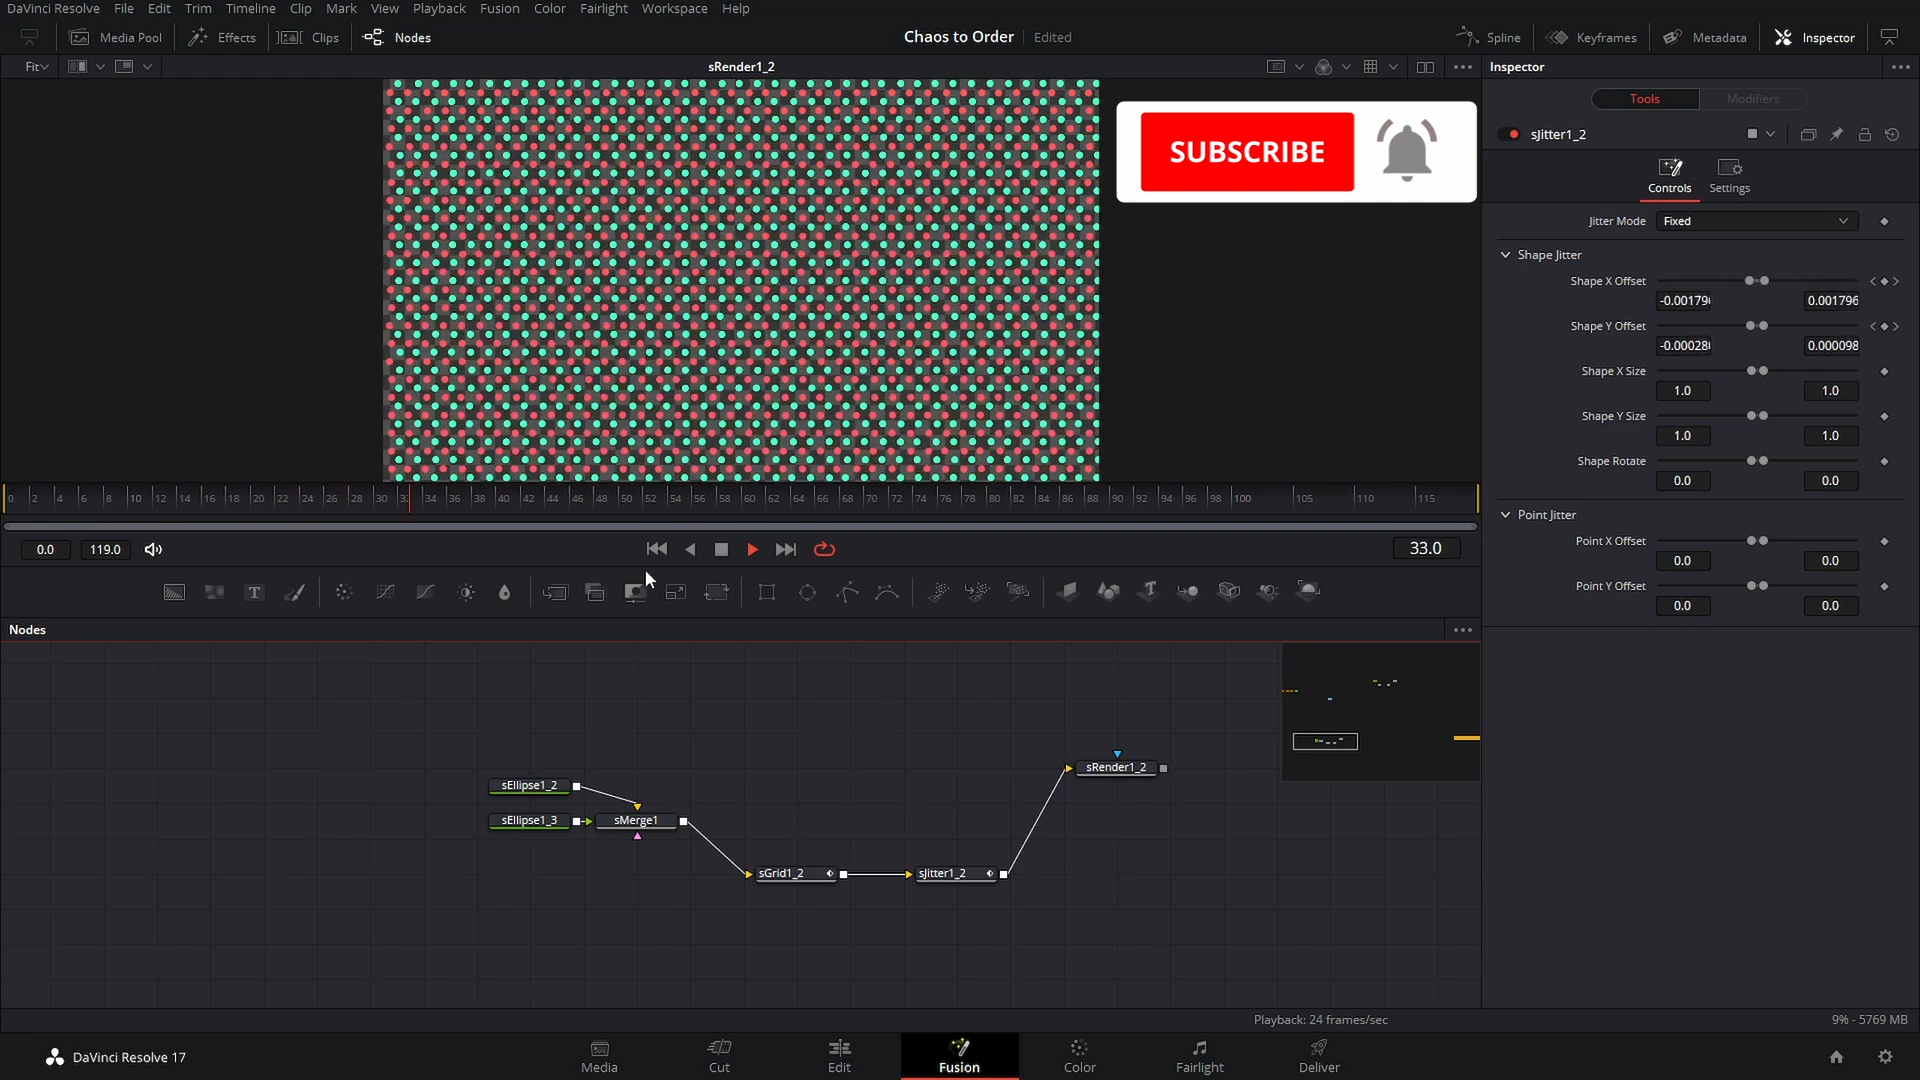 DaVinci Resolve File Edit Trim Timeline Clip Mark View Playback Fusion Color Fairlight Workspace Help
Media Pool Effects Clips Nodes Chaos to Order Edited Spline Keyframes Metadata Inspector
Fit sRender1_2 Inspector
Tools Modifiers
SUBSCRIBE
sJitter1_2
Controls Settings
Jitter Mode Fixed
Shape Jitter
Shape X Offset
-0.00179 0.001796
Shape Y Offset
-0.00028 0.000098
Shape X Size
1.0 1.0
Shape Y Size
1.0 1.0
Shape Rotate
0.0 0.0
Point Jitter
Point X Offset
0.0 0.0
Point Y Offset
0.0 0.0
0 2 4 6 8 10 12 14 16 18 20 22 24 26 28 30 34 36 38 40 42 44 46 48 50 52 54 56 58 60 62 64 66 68 70 72 74 76 78 80 82 84 86 88 90 92 94 96 98 100 105 110 115
0.0 119.0 33.0
Nodes
sRender1_2
sEllipse1_2
sEllipse1_3 sMerge1
sGrid1_2 sJitter1_2
Playback: 24 frames/sec 9% - 5769 MB
DaVinci Resolve 17 Media Cut Edit Fusion Color Fairlight Deliver